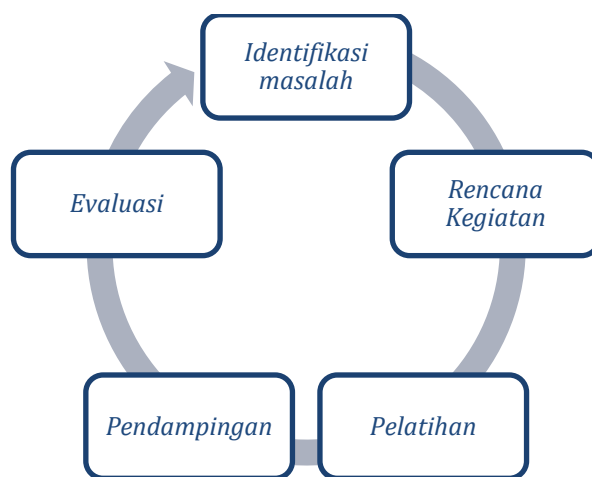 Identifikasi
masalah
Rencana
Kegiatan
Pelatihan
Pendampingan
Evaluasi